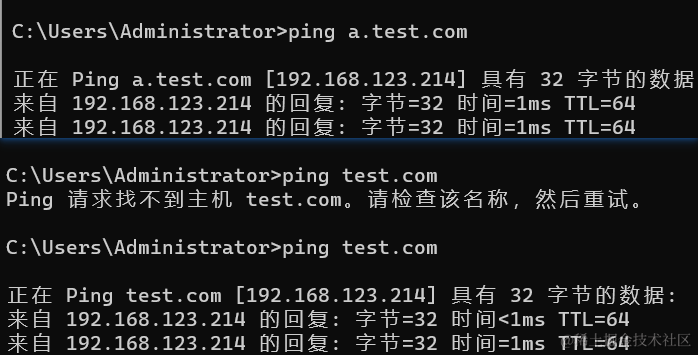 C:\Users\Administrator>ping a.test.com
正在 Ping a.test.com [192.168.123.214] 具有 32 字节的数据
来自 192.168.123.214 的回复: 字节=32 时间=1ms TTL=64
来自 192.168.123.214 的回复: 字节=32 时间=1ms TTL=64
C:\Users\Administrator>ping test.com
Ping 请求找不到主机 test.com。请检查该名称，然后重试。
C:\Users\Administrator>ping test.com
正在 Ping test.com [192.168.123.214] 具有 32 字节的数据:
来自 192.168.123.214 的回复: 字节=32 时间<1ms TTL=64
来自 192.168.123.214 的回复: 字节=32 时间=1ms TTL=64
@稀土掘金技术社区